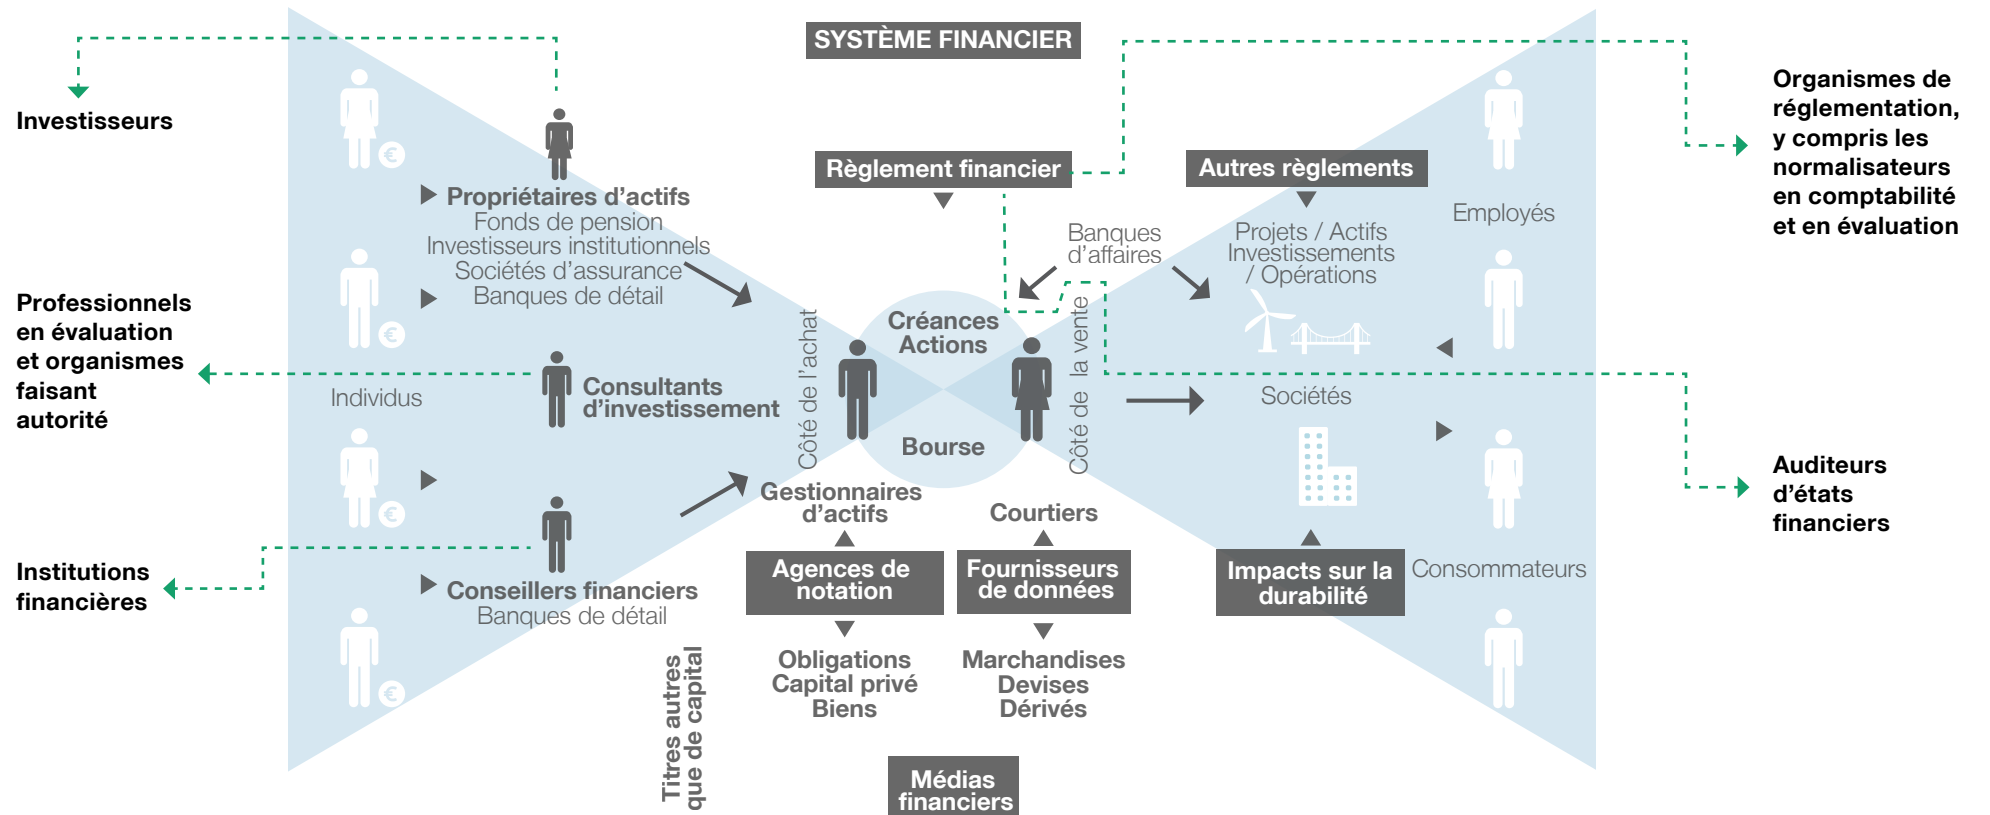 SYSTÈME FINANCIER
Investisseurs
Professionnels
en évaluation
et organismes
faisant
autorité
Institutions
financières
Individus
Propriétaires d'actifs
Fonds de pension
Investisseurs institutionnels
Sociétés d'assurance
Banques de détail
Consultants
d'investissement
Conseillers financiers
Banques de détail
Titres autres
que de capital
Côté de l'achat
Règlement financier
Créances
Actions
Bourse
Côté de la vente
Gestionnaires
d'actifs
Courtiers
Agences de
notation
Fournisseurs
de données
Obligations
Capital privé
Biens
Marchandises
Devises
Dérivés
Médias
financiers
Banques
d'affaires
Autres règlements
Projets / Actifs
Investissements
/ Opérations
Sociétés
Impacts sur la
durabilité
Employés
Consommateurs
Organismes de
réglementation,
y compris les
normalisateurs
en comptabilité
et en évaluation
Auditeurs
d'états
financiers
€
€
€
€